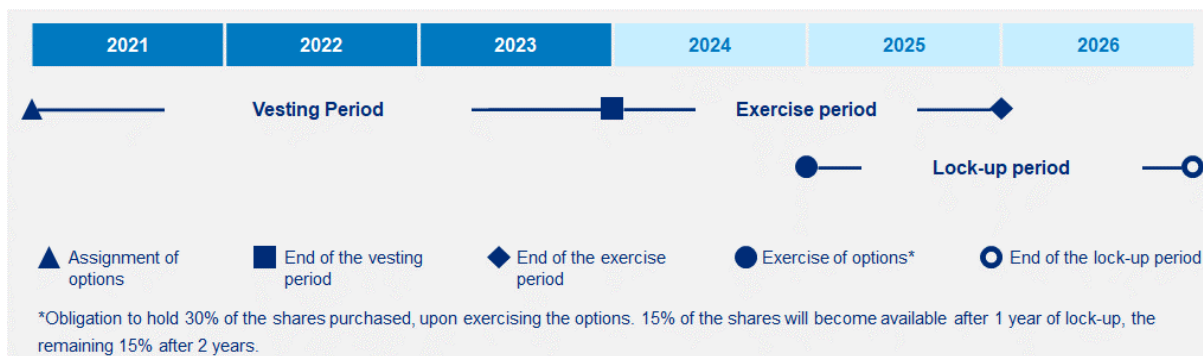 2021 2022 2023 2024 2025 2026
Vesting Period Exercise period
Lock-up period
Assignment of options
End of the vesting period
End of the exercise period
Exercise of options*
End of the lock-up period
*Obligation to hold 30% of the shares purchased, upon exercising the options. 15% of the shares will become available after 1 year of lock-up, the
remaining 15% after 2 years.